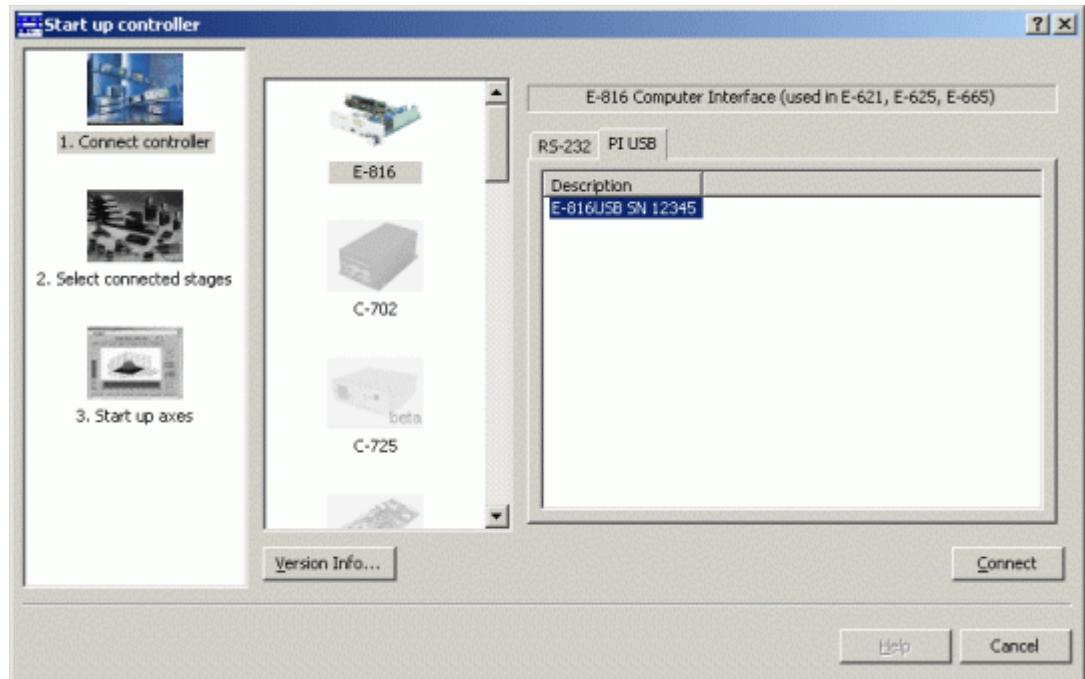 Start up controller
1. Connect controller
2. Select connected stages
3. Start up axes
E-816
C-702
beta
C-725
Version Info...
E-816 Computer Interface (used in E-621, E-625, E-665)
RS-232 PI USB
Description
E-816USB SN 12345
Connect
Help
Cancel